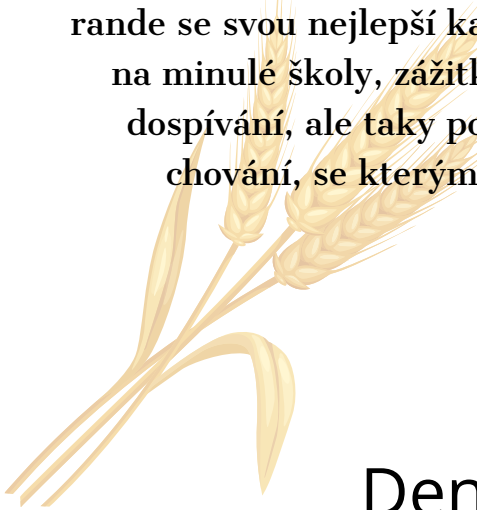 rande se svou nejlepší ka
na minulé školy, zážitk
dospívání, ale taky po
chování, se kterým
Den